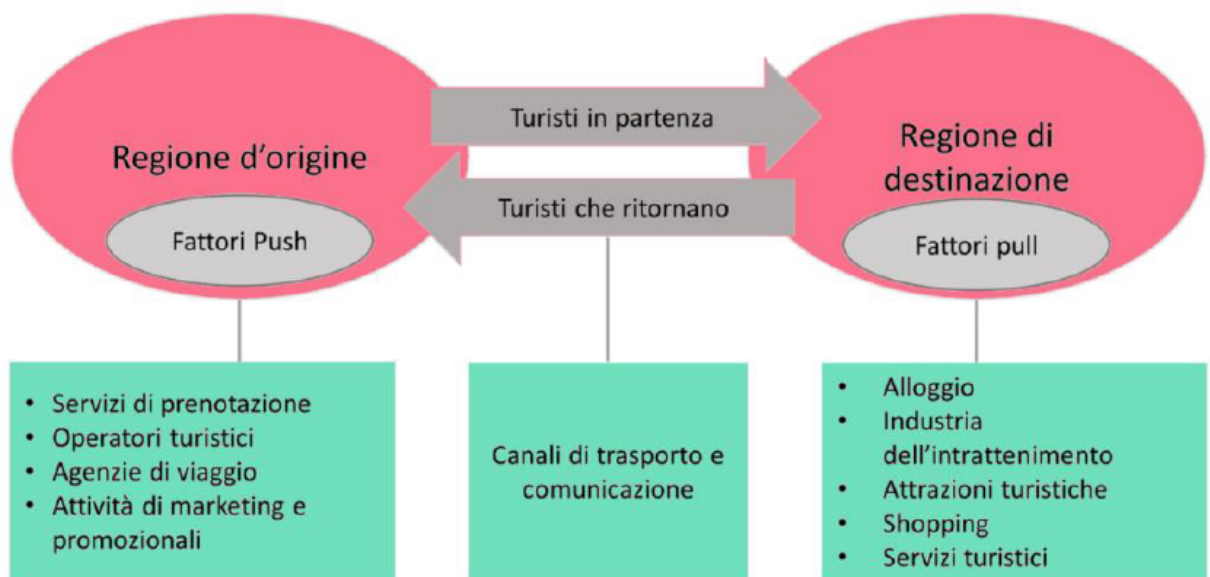 Turisti in partenza
Regione d'origine
Regione di
destinazione
Turisti che ritornano
Fattori Push
Fattori pull
• Servizi di prenotazione
• Operatori turistici
• Agenzie di viaggio
• Attività di marketing e
promozionali
Canali di trasporto e
comunicazione
• Alloggio
• Industria
dell'intrattenimento
• Attrazioni turistiche
• Shopping
• Servizi turistici